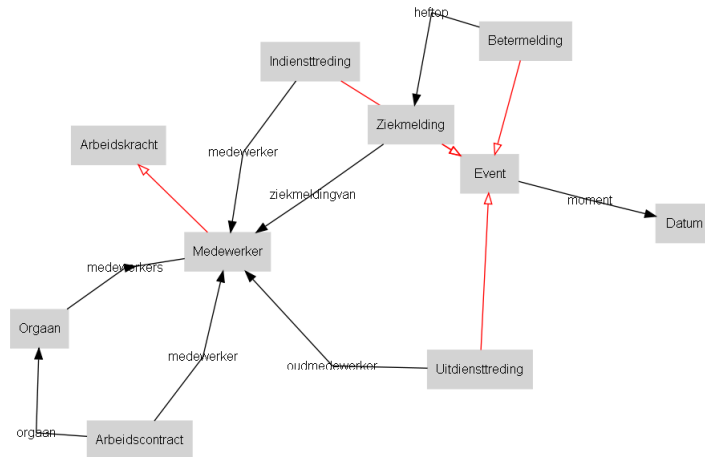 heftop
Betermelding
Indiensttreding
Ziekmelding
Arbeidskracht
medewerker
Event
ziekmeldingvan
moment
Datum
Medewerker
medewerkers
Orgaan
medewerker
oudmedewerker
Uitdiensttreding
orgaan
Arbeidscontract